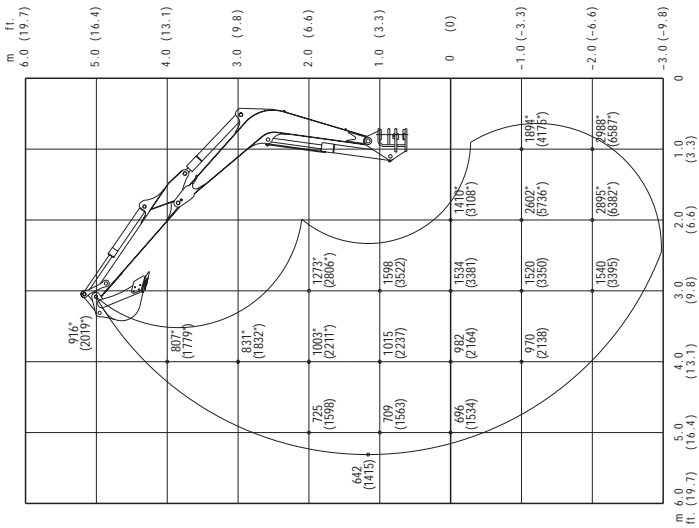 m ft.
6.0 (19.7)
916*
(2019*)
5.0 (16.4)
807*
(1779*)
4.0 (13.1)
831*
(1832*)
3.0 (9.8)
725 1003* 1273*
(1598) (2211*) (2806*)
2.0 (6.6)
642
(1415)
709 1015 1598
(1563) (2237) (3522)
1.0 (3.3)
696 982 1534 1410*
(1534) (2164) (3381) (3108*)
0 (0)
970 1520 2602* 1894*
(2138) (3350) (5736*) (4175*)
-1.0 (-3.3)
1540 2895* 2988*
(3395) (6382*) (6587*)
-2.0 (-6.6)
-3.0 (-9.8)
m 6.0 5.0 4.0 3.0 2.0 1.0 0
ft. (19.7) (16.4) (13.1) (9.8) (6.6) (3.3)